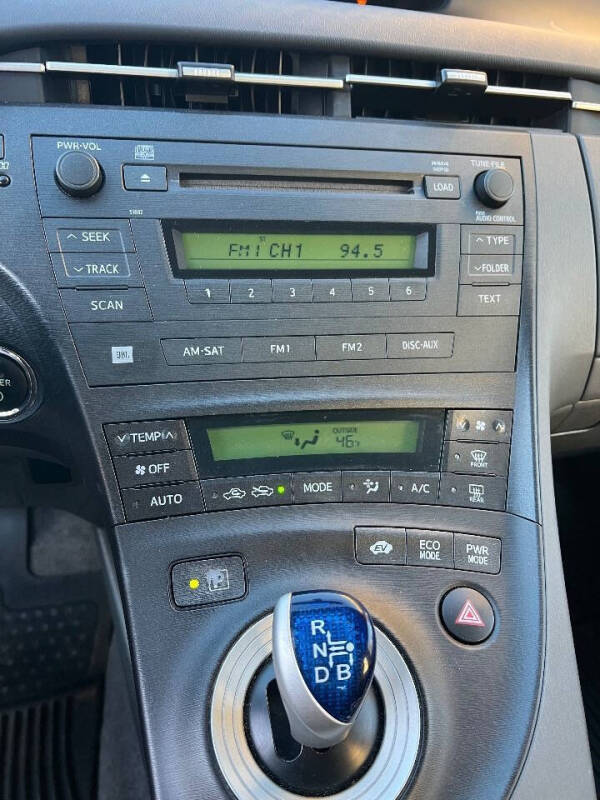 PWR·VOL
TUNE·FILE
LOAD
AUDIO CONTROL
SEEK
TRACK
SCAN
ST
FM1 CH1 94.5
TYPE
FOLDER
TEXT
1 2 3 4 5 6
JBL
AM·SAT FM1 FM2 DISC·AUX
TEMP
OFF
AUTO
OUTSIDE
46°F
FRONT
MODE
A/C
REAR
EV
ECO MODE
PWR MODE
P
R
N
D B